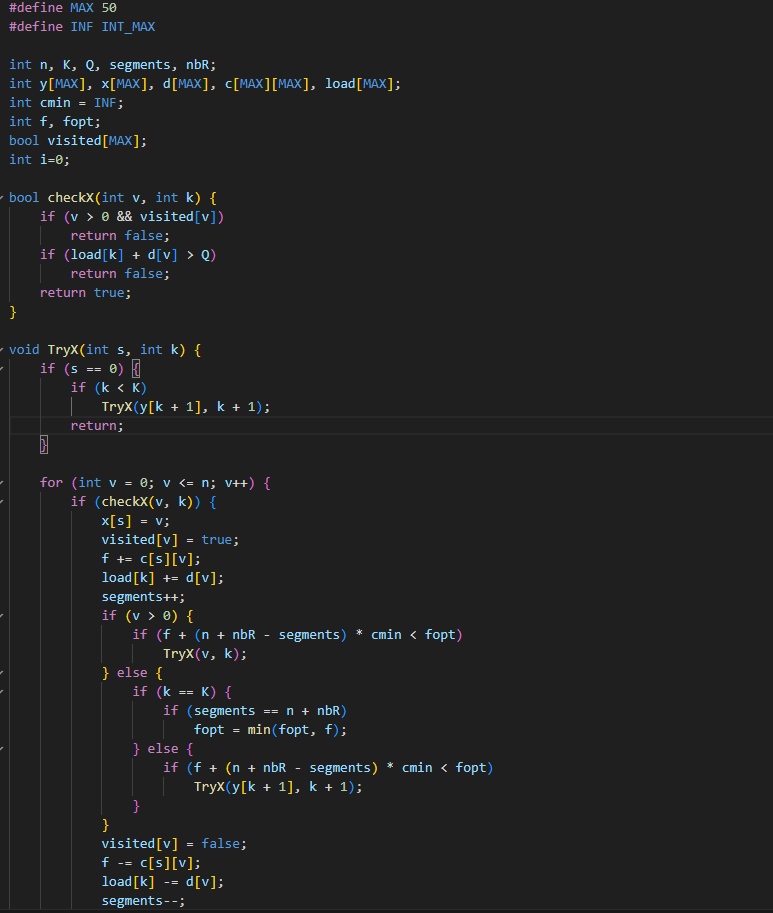 #define MAX 50
#define INF INT_MAX

int n, K, Q, segments, nbR;
int y[MAX], x[MAX], d[MAX], c[MAX][MAX], load[MAX];
int cmin = INF;
int f, fopt;
bool visited[MAX];
int i=0;

bool checkX(int v, int k) {
    if (v > 0 && visited[v])
        return false;
    if (load[k] + d[v] > Q)
        return false;
    return true;
}

void TryX(int s, int k) {
    if (s == 0) {
        if (k < K)
            TryX(y[k + 1], k + 1);
        return;
    }

    for (int v = 0; v <= n; v++) {
        if (checkX(v, k)) {
            x[s] = v;
            visited[v] = true;
            f += c[s][v];
            load[k] += d[v];
            segments++;
            if (v > 0) {
                if (f + (n + nbR - segments) * cmin < fopt)
                    TryX(v, k);
            } else {
                if (k == K) {
                    if (segments == n + nbR)
                        fopt = min(fopt, f);
                } else {
                    if (f + (n + nbR - segments) * cmin < fopt)
                        TryX(y[k + 1], k + 1);
                }
            }
            visited[v] = false;
            f -= c[s][v];
            load[k] -= d[v];
            segments--;